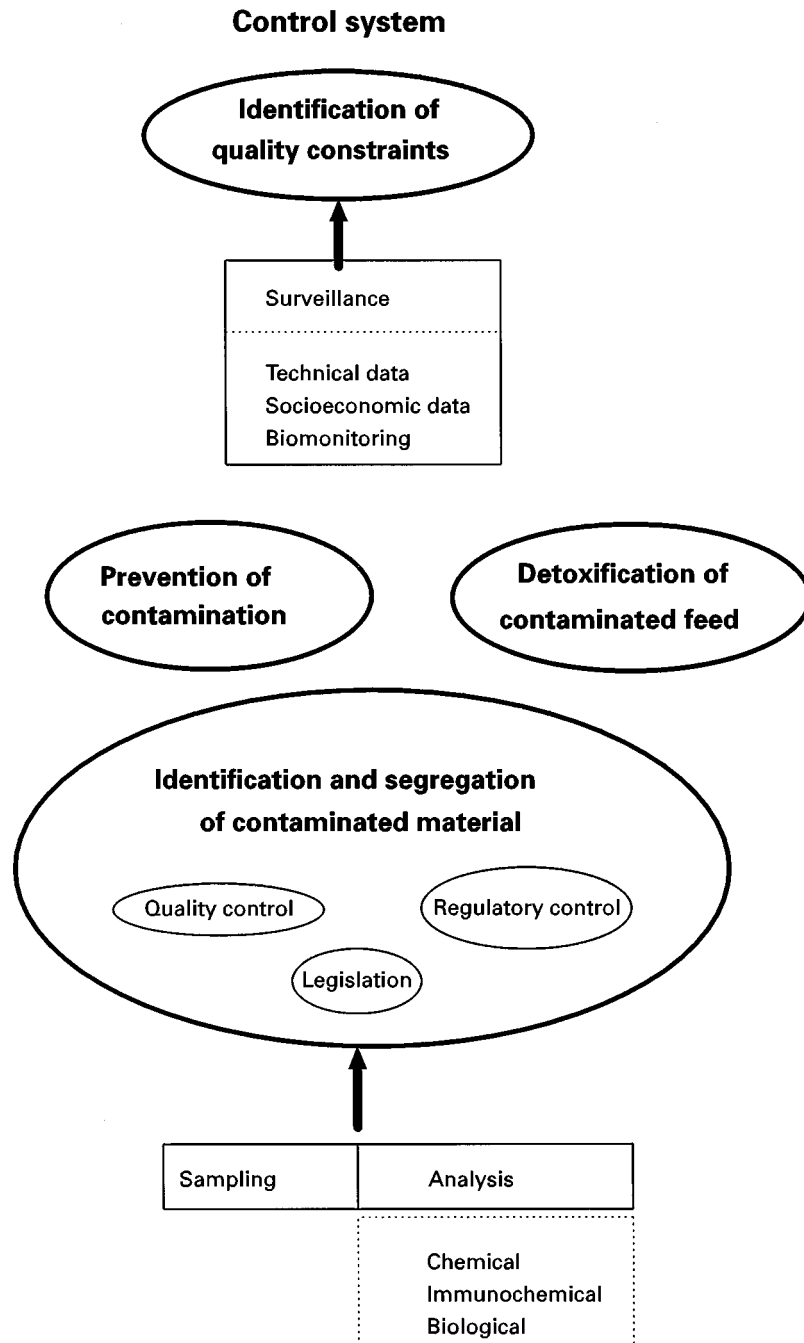 Control system
Identification of
quality constraints
Surveillance
Technical data
Socioeconomic data
Biomonitoring
Prevention of
contamination
Detoxification of
contaminated feed
Identification and segregation
of contaminated material
Quality control
Regulatory control
Legislation
Sampling
Analysis
Chemical
Immunochemical
Biological